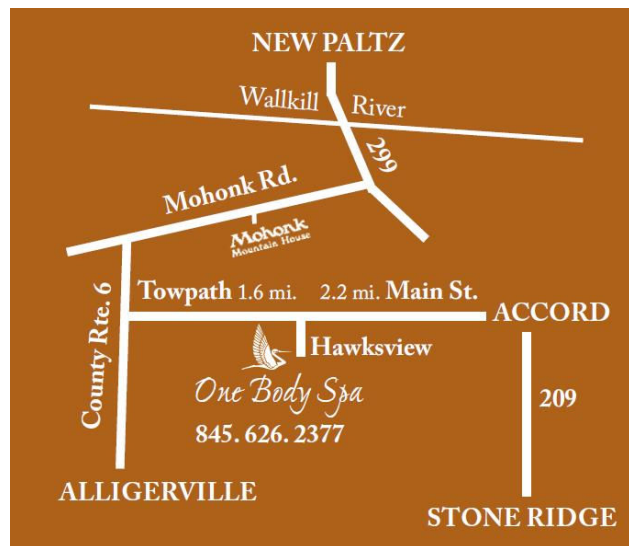 NEW PALTZ
Wallkill River
299
Mohonk Rd.
Mohonk
Mountain House
County Rte. 6
Towpath 1.6 mi. 2.2 mi. Main St.
ACCORD
Hawksview
One Body Spa
845. 626. 2377
209
ALLIGERVILLE
STONE RIDGE